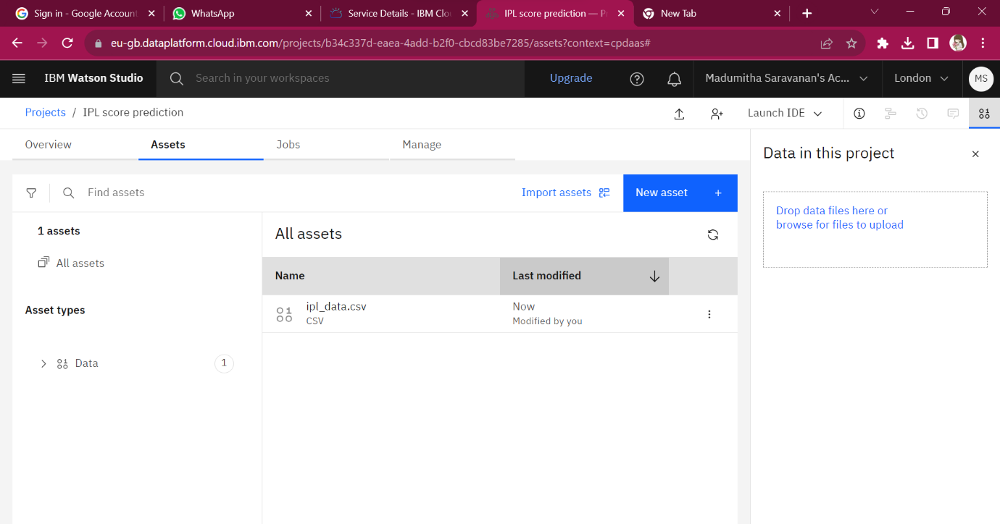 Sign in - Google Account
WhatsApp
Service Details - IBM Clo
IPL score prediction — P
New Tab
eu-gb.dataplatform.cloud.ibm.com/projects/b34c337d-eaea-4add-b2f0-cbcd83be7285/assets?context=cpdaas#
IBM Watson Studio
Search in your workspaces
Upgrade
Madumitha Saravanan's Ac...
London
MS
Projects / IPL score prediction
Launch IDE
Overview
Assets
Jobs
Manage
Data in this project
Find assets
Import assets
New asset +
Drop data files here or
browse for files to upload
1 assets
All assets
All assets
Name
Last modified
Asset types
ipl_data.csv
CSV
Now
Modified by you
Data
1